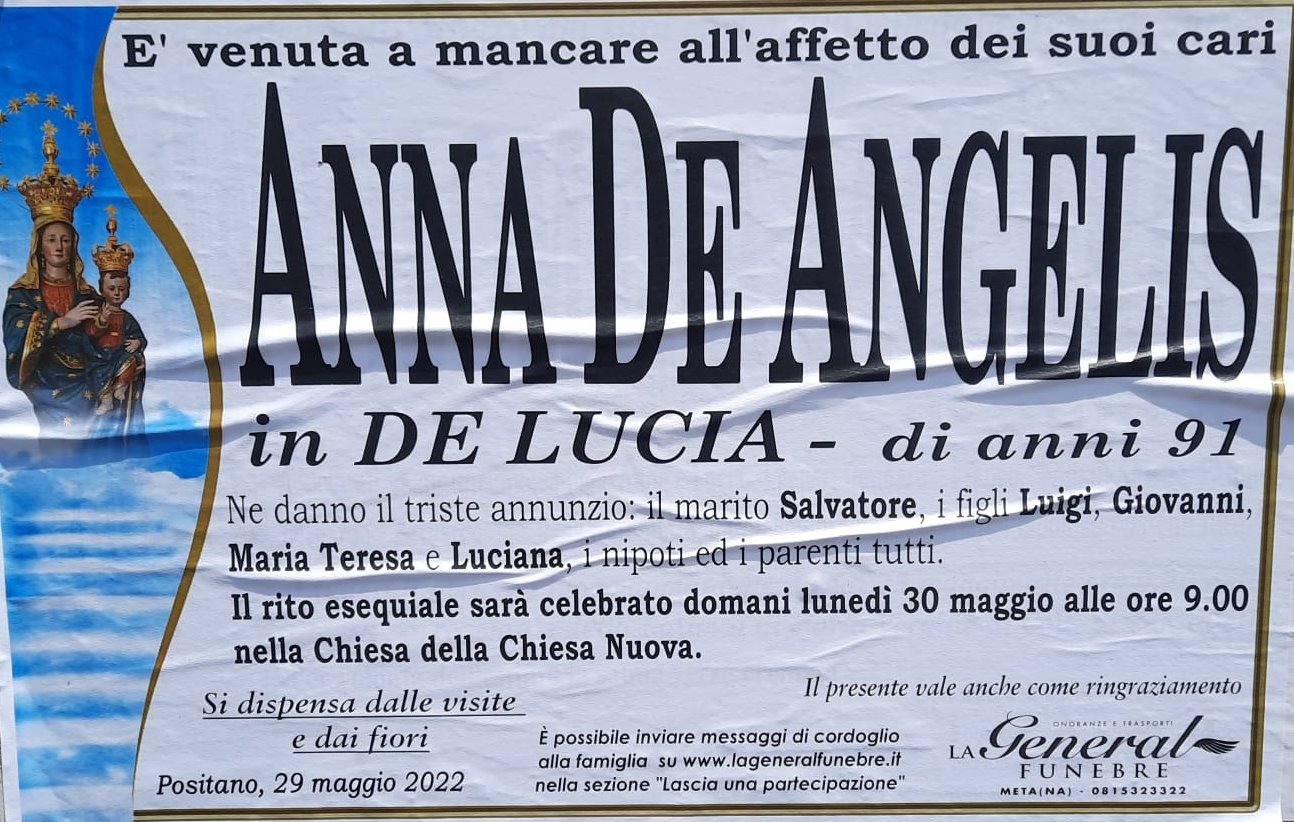 E' venuta a mancare all'affetto dei suoi cari
ANNA DE ANGELIS
in DE LUCIA - di anni 91
Ne danno il triste annunzio: il marito Salvatore, i figli Luigi, Giovanni,
Maria Teresa e Luciana, i nipoti ed i parenti tutti.
Il rito esequiale sarà celebrato domani lunedì 30 maggio alle ore 9.00
nella Chiesa della Chiesa Nuova.
Si dispensa dalle visite
e dai fiori
Positano, 29 maggio 2022
È possibile inviare messaggi di cordoglio
alla famiglia su www.lageneralfunebre.it
nella sezione "Lascia una partecipazione"
Il presente vale anche come ringraziamento
ONORANZE E TRASPORTI
LA General
FUNEBRE
META(NA) - 0815323322